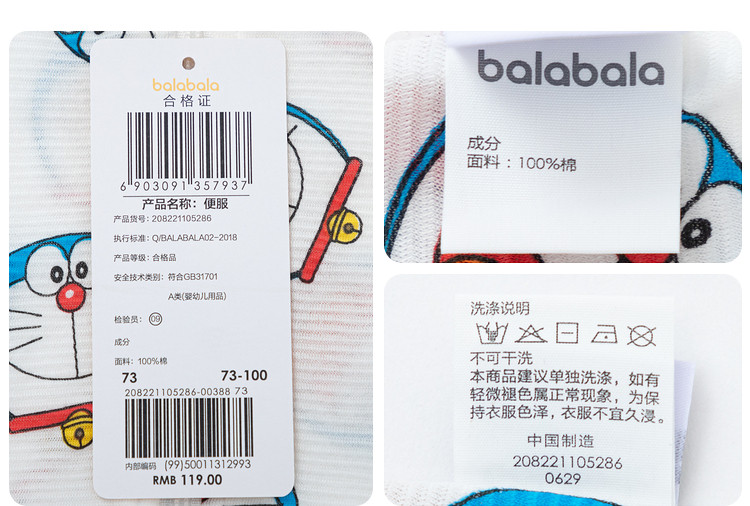 balabala
合格证
6 903091 357937
产品名称：便服
产品货号：208221105286
执行标准：Q/BALABALA02-2018
产品等级：合格品
安全技术类别：符合GB31701
A类(婴幼儿用品)
检验员：09
成分
面料：100%棉
73 73-100
208221105286-00388 73
内部编码 (99)50011312993
RMB 119.00
balabala
成分
面料：100%棉
洗涤说明
不可干洗
本商品建议单独洗涤，如有
轻微褪色属正常现象，为保
持衣服色泽，衣服不宜久浸。
中国制造
208221105286
0629